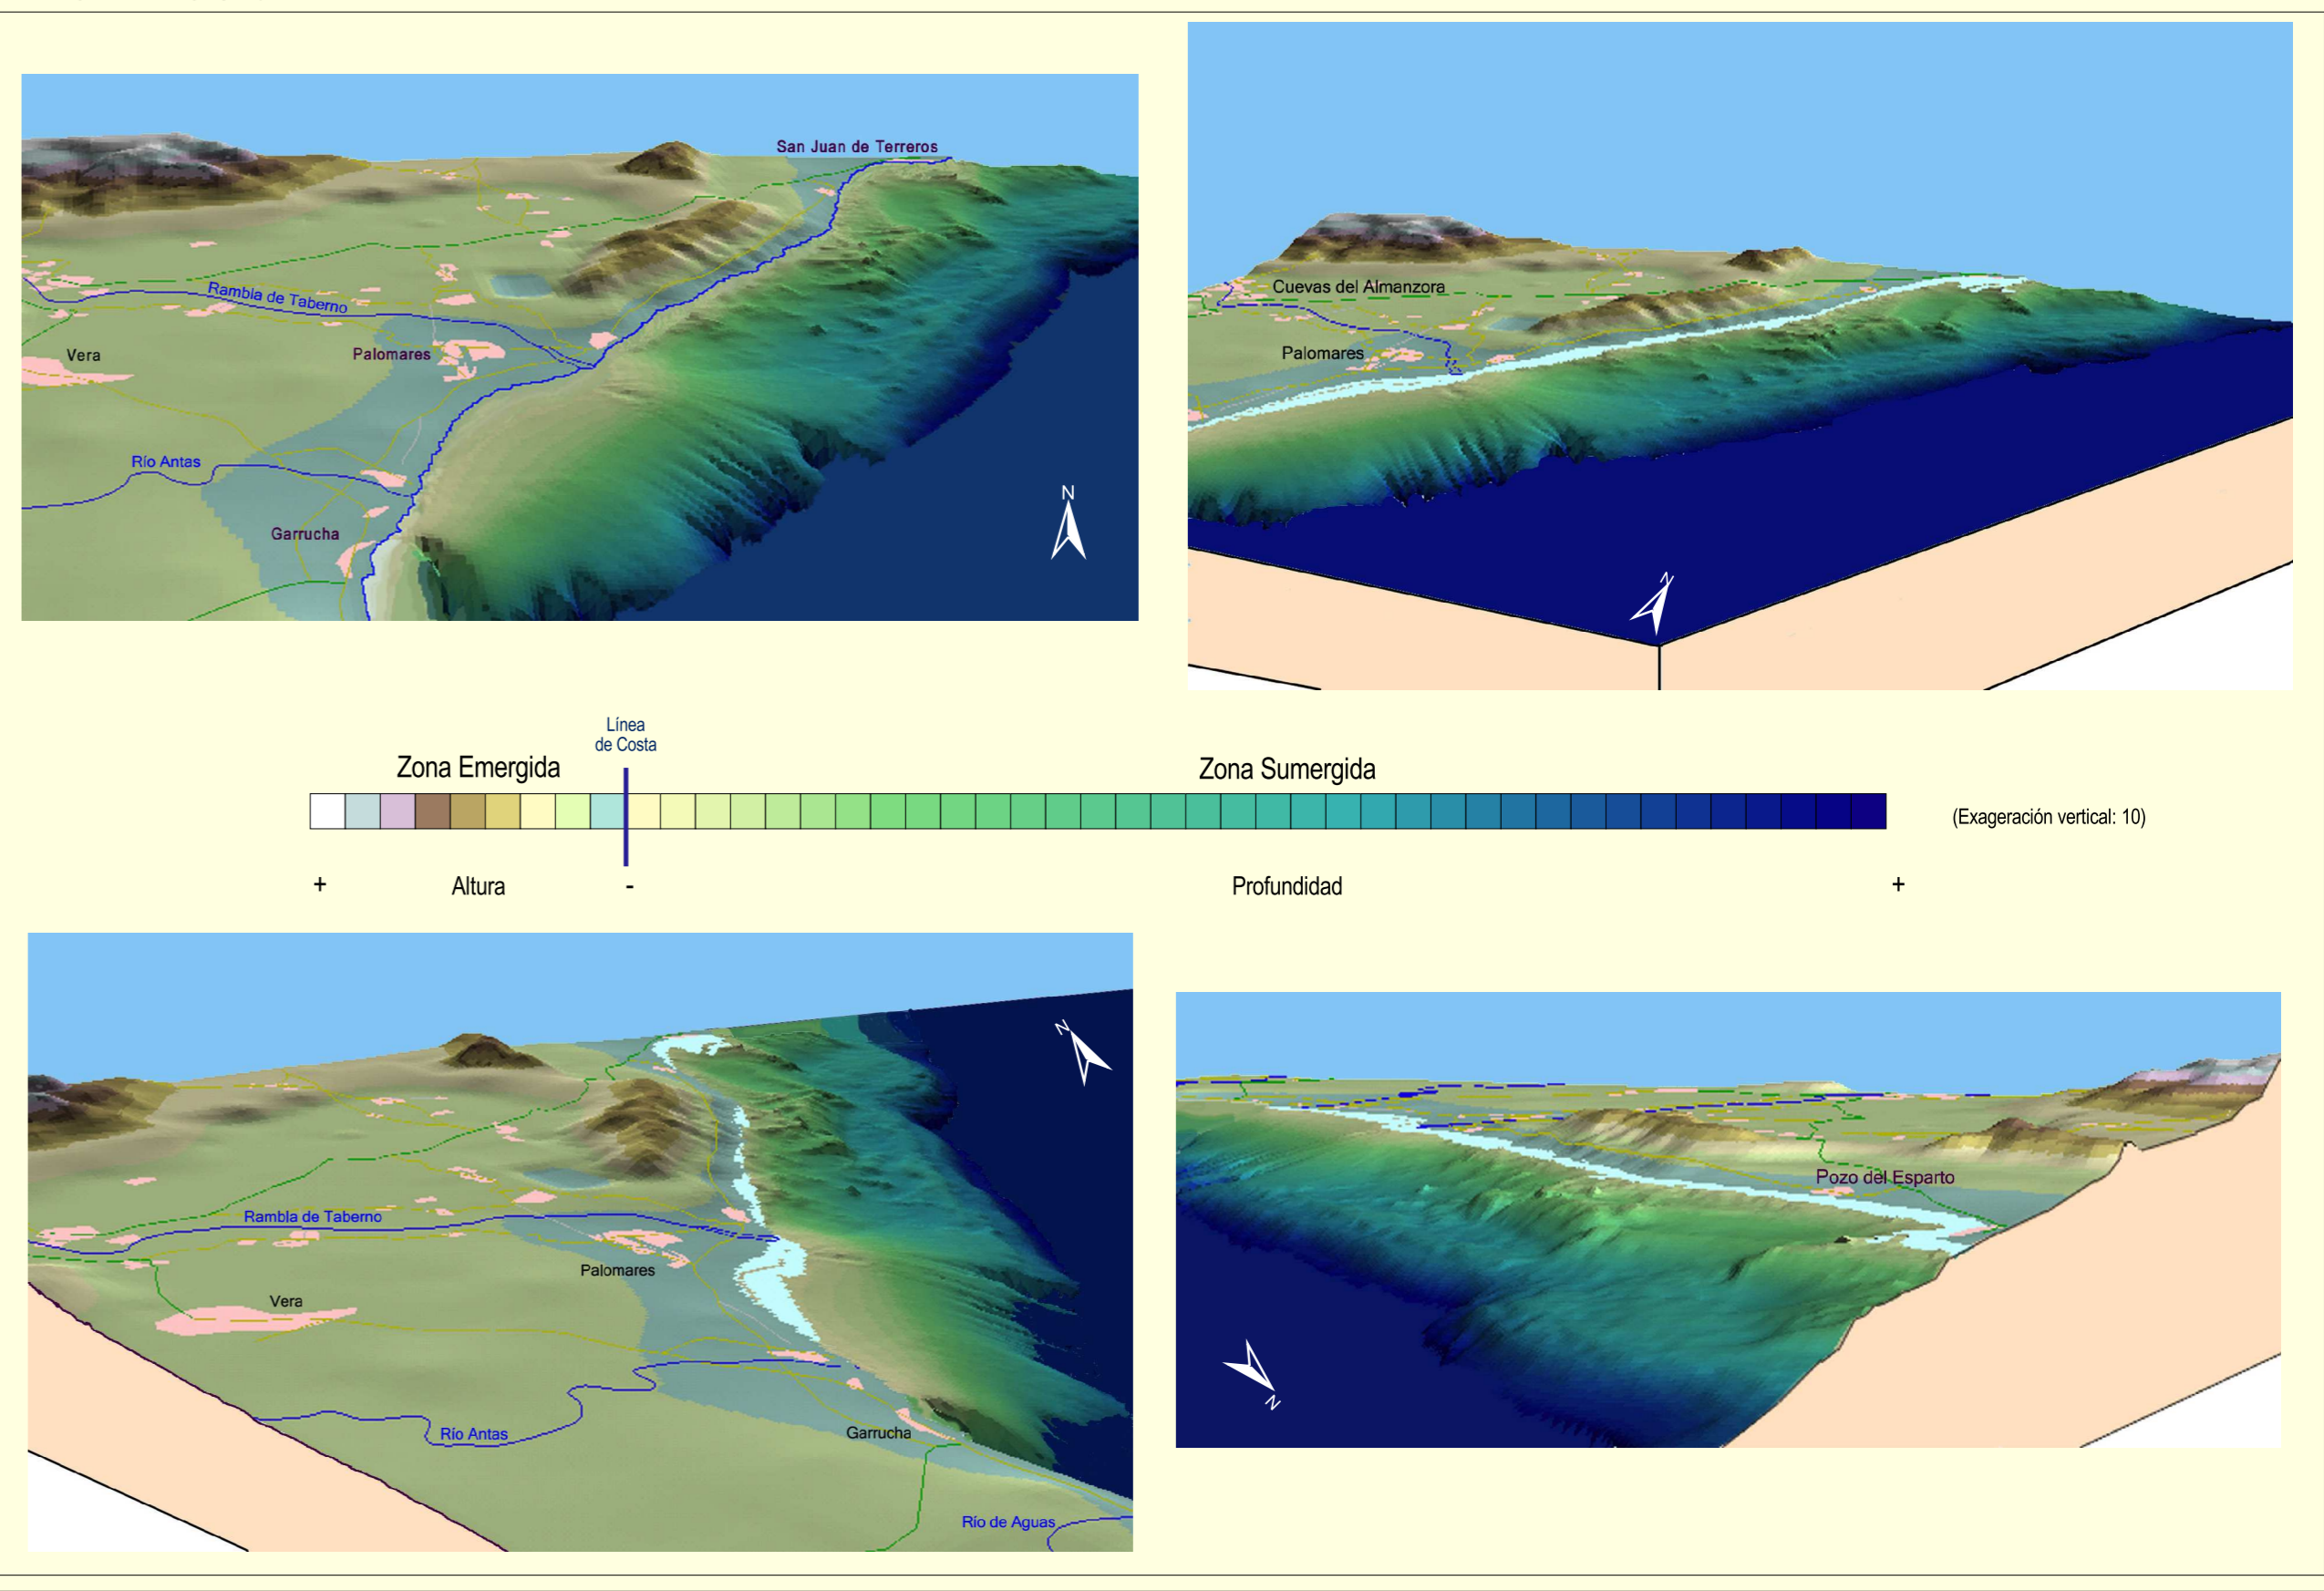 San Juan de Terreros
Rambla de Taberno
Vera
Palomares
Río Antas
Garrucha
N
Cuevas del Almanzora
Palomares
N
Línea
de Costa
Zona Emergida
Zona Sumergida
(Exageración vertical: 10)
+ Altura -
Profundidad +
N
Rambla de Taberno
Palomares
Vera
Río Antas
Garrucha
Río de Aguas
Pozo del Esparto
N